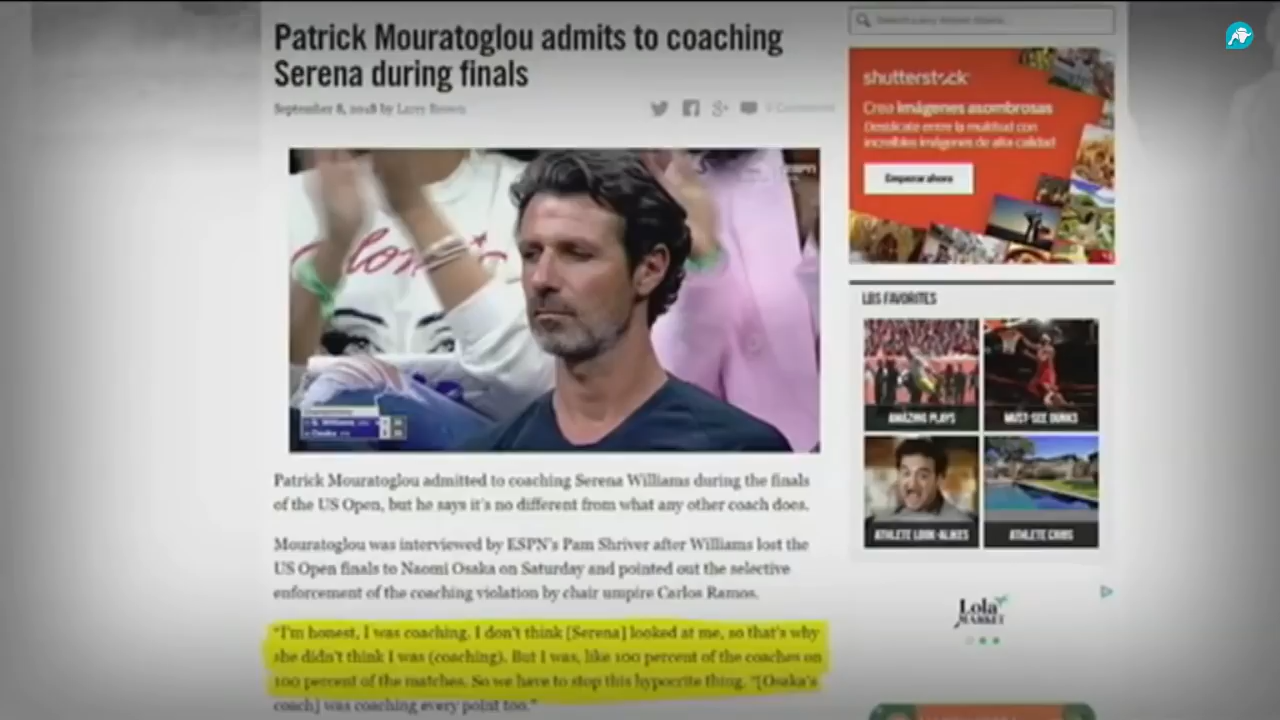 Patrick Mouratoglou admits to coaching
Serena during finals
September 8, 2018 by Larry Brown
shutterstock
Cree imágenes asombrosas
Destácate entre la multitud con
increíbles imágenes de alta calidad
Empezar ahora
LBS FAVORITES
AMAZING PLAYS
MUST-SEE DUNKS
ATHLETE LOOK-ALIKES
ATHLETE CRIBS
ESPN
S. Williams
Osaka
Patrick Mouratoglou admitted to coaching Serena Williams during the finals
of the US Open, but he says it's no different from what any other coach does.
Mouratoglou was interviewed by ESPN's Pam Shriver after Williams lost the
US Open finals to Naomi Osaka on Saturday and pointed out the selective
enforcement of the coaching violation by chair umpire Carlos Ramos.
"I'm honest, I was coaching. I don't think [Serena] looked at me, so that's why
she didn't think I was (coaching). But I was, like 100 percent of the coaches on
100 percent of the matches. So we have to stop this hypocrite thing. "[Osaka's
coach] was coaching every point too."
Lola
MARKET